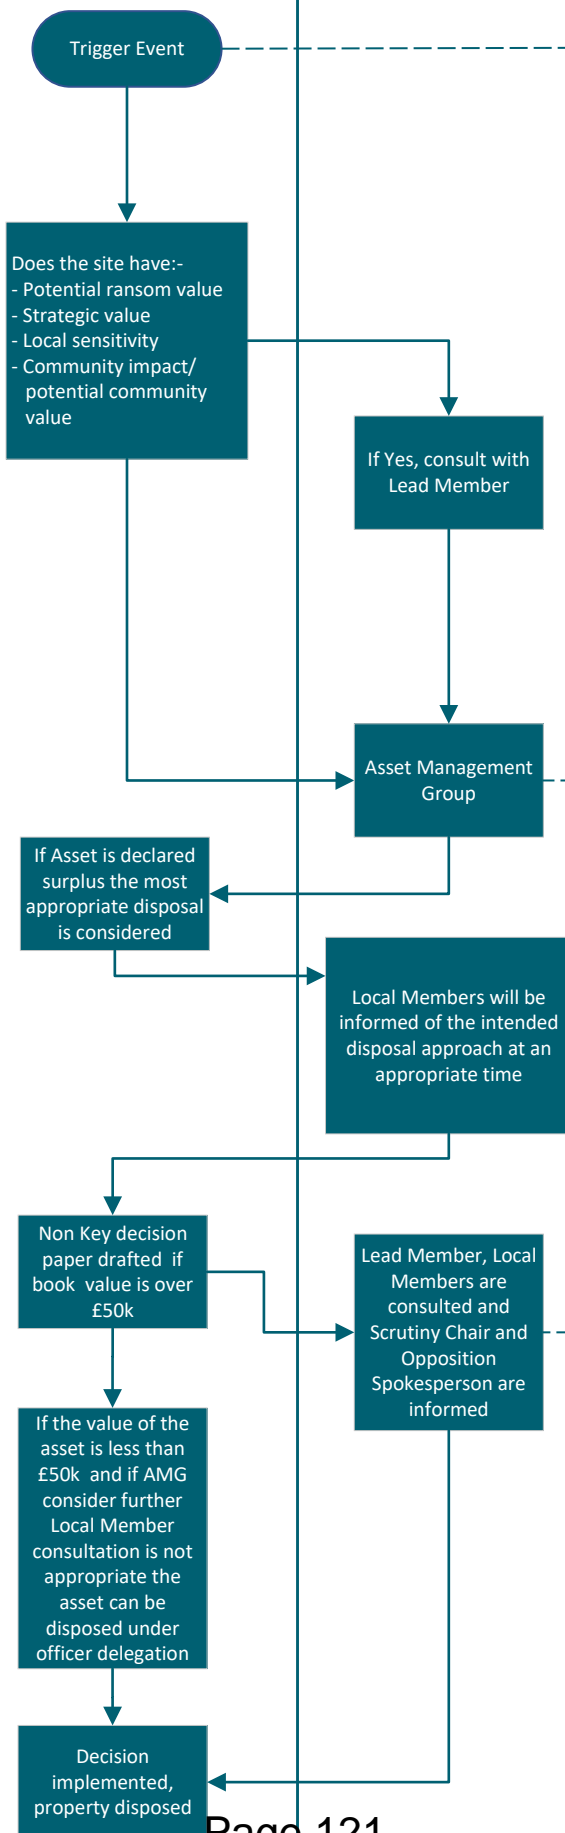 Trigger Event
Does the site have:-
- Potential ransom value
- Strategic value
- Local sensitivity
- Community impact/
potential community
value
If Yes, consult with
Lead Member
Asset Management
Group
If Asset is declared
surplus the most
appropriate disposal
is considered
Local Members will be
informed of the intended
disposal approach at an
appropriate time
Non Key decision
paper drafted if
book value is over
£50k
Lead Member, Local
Members are
consulted and
Scrutiny Chair and
Opposition
Spokesperson are
informed
If the value of the
asset is less than
£50k and if AMG
consider further
Local Member
consultation is not
appropriate the
asset can be
disposed under
officer delegation
Decision
implemented,
property disposed
Page 121